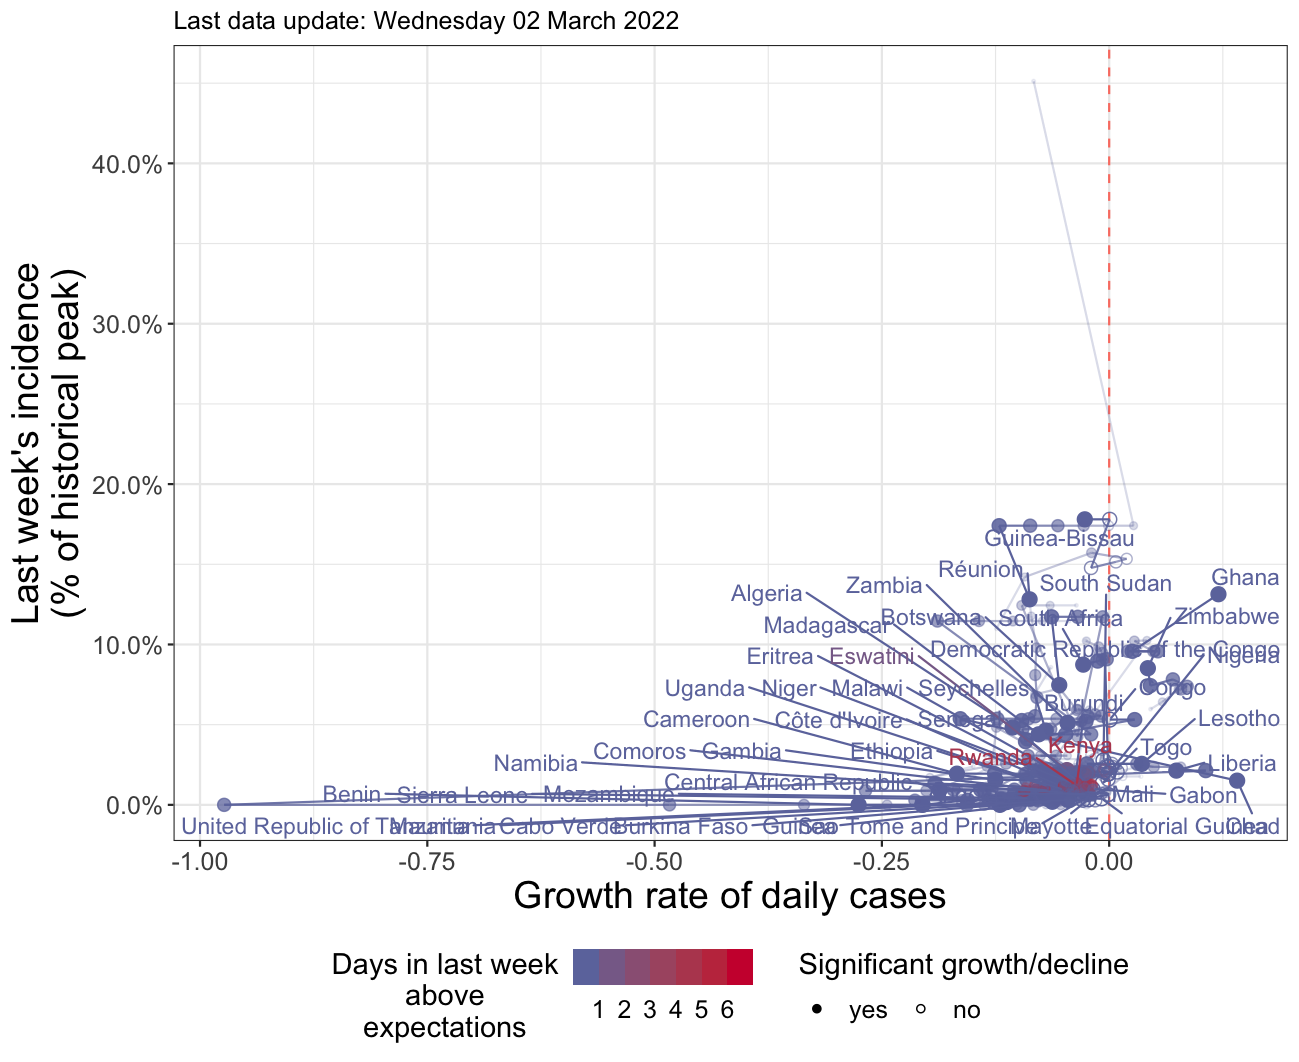 Last data update: Wednesday 02 March 2022
Last week's incidence
(% of historical peak)
40.0%
30.0%
20.0%
10.0%
0.0%
Guinea-Bissau
Réunion
South Sudan
Ghana
Algeria
Zambia
Madagascar
Botswana
South Africa
Zimbabwe
Eritrea
Eswatini
Democratic Republic of the Congo
Nigeria
Uganda
Niger
Malawi
Seychelles
Congo
Burundi
Cameroon
Côte d'Ivoire
Senegal
Lesotho
Namibia
Comoros
Gambia
Ethiopia
Rwanda
Kenya
Togo
Liberia
Central African Republic
Benin
Sierra Leone
Mozambique
Mali
Gabon
United Republic of Tanzania
Mauritania
Cabo Verde
Burkina Faso
Guinea
Sao Tome and Principe
Mayotte
Equatorial Guinea
Chad
-1.00
-0.75
-0.50
-0.25
0.00
Growth rate of daily cases
Days in last week
above
expectations
1 2 3 4 5 6
Significant growth/decline
yes
no